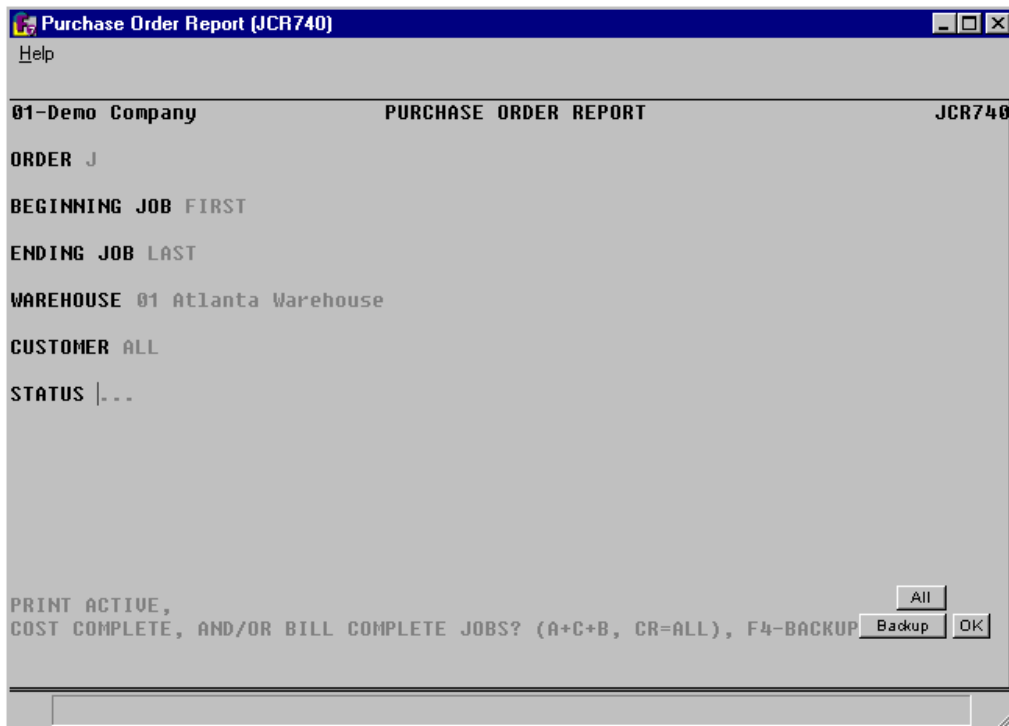 Purchase Order Report (JCR740)
Help
01-Demo Company PURCHASE ORDER REPORT JCR740
ORDER J
BEGINNING JOB FIRST
ENDING JOB LAST
WAREHOUSE 01 Atlanta Warehouse
CUSTOMER ALL
STATUS ...
All
PRINT ACTIVE,
COST COMPLETE, AND/OR BILL COMPLETE JOBS? (A+C+B, CR=ALL), F4-BACKUP Backup OK